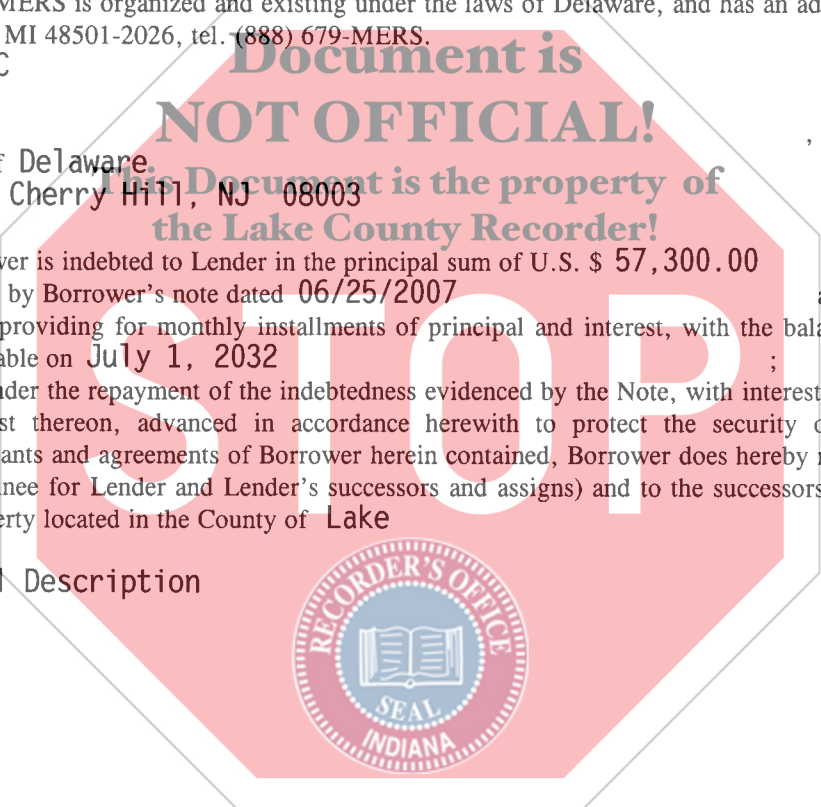 MERS is organized and existing under the laws of Delaware, and has an ad
MI 48501-2026, tel. (888) 679-MERS.
C
Document is
NOT OFFICIAL!
,
f Delaware
This Document is the property of
Cherry Hill, NJ 08003
the Lake County Recorder!
ver is indebted to Lender in the principal sum of U.S. $ 57,300.00
by Borrower's note dated 06/25/2007
providing for monthly installments of principal and interest, with the bala
able on July 1, 2032 ;
der the repayment of the indebtedness evidenced by the Note, with interest
st thereon, advanced in accordance herewith to protect the security o
ants and agreements of Borrower herein contained, Borrower does hereby
inee for Lender and Lender's successors and assigns) and to the successors
erty located in the County of Lake
STOP
Description
RECORDER'S OFFICE
SEAL
INDIANA